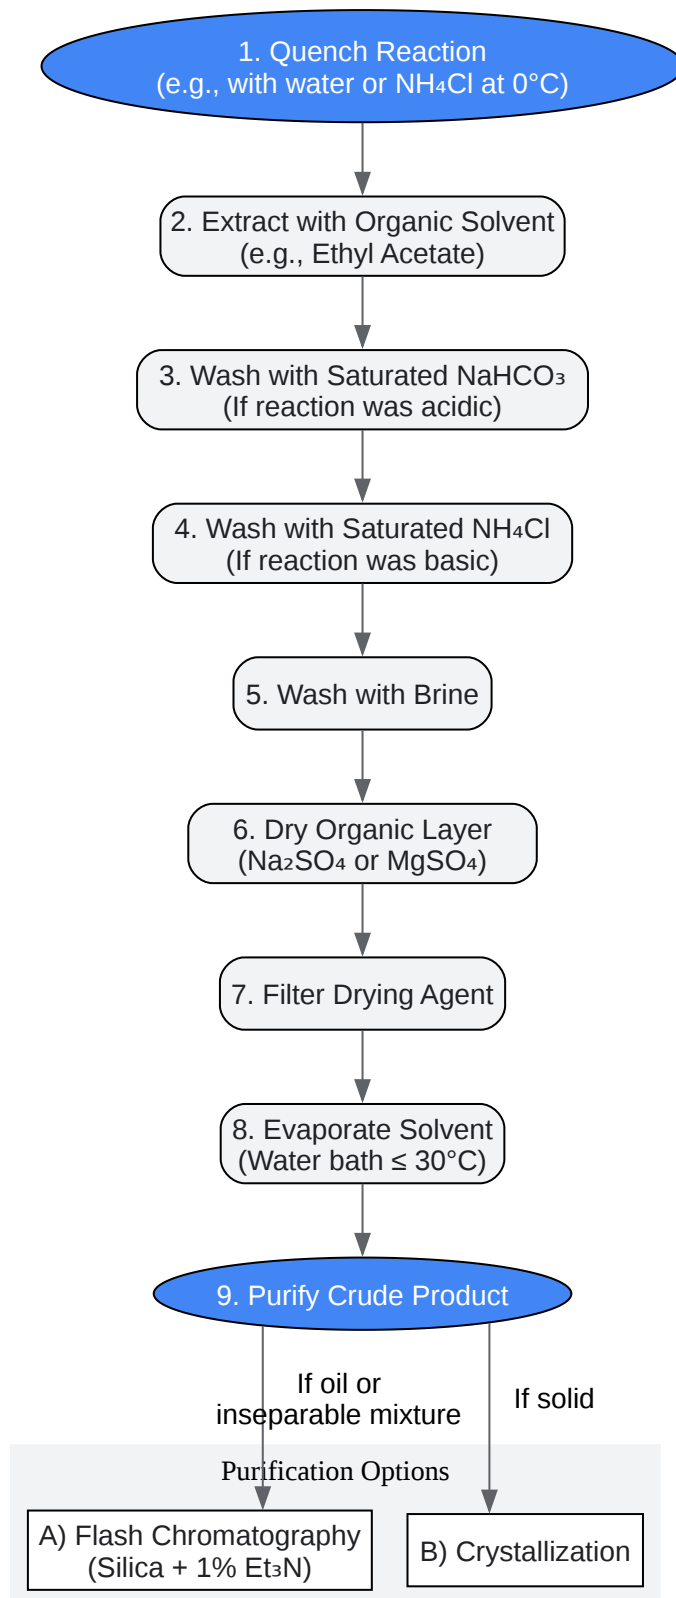 1. Quench Reaction
(e.g., with water or NH₄Cl at 0°C)
2. Extract with Organic Solvent
(e.g., Ethyl Acetate)
3. Wash with Saturated NaHCO₃
(If reaction was acidic)
4. Wash with Saturated NH₄Cl
(If reaction was basic)
5. Wash with Brine
6. Dry Organic Layer
(Na₂SO₄ or MgSO₄)
7. Filter Drying Agent
8. Evaporate Solvent
(Water bath ≤ 30°C)
9. Purify Crude Product
If oil or
inseparable mixture
If solid
Purification Options
A) Flash Chromatography
(Silica + 1% Et₃N)
B) Crystallization